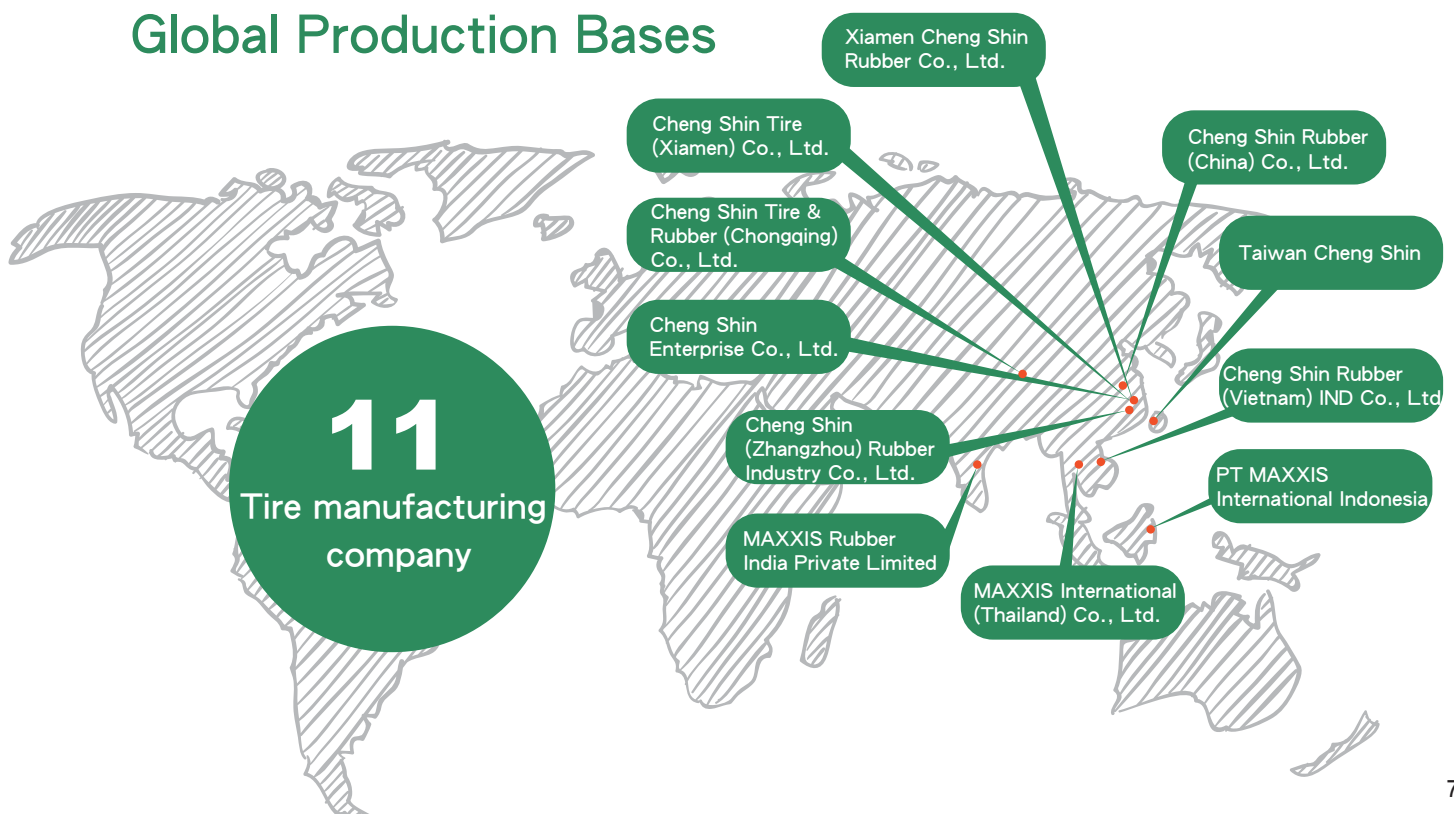 Global Production Bases
Xiamen Cheng Shin
Rubber Co., Ltd.
Cheng Shin Tire
(Xiamen) Co., Ltd.
Cheng Shin Rubber
(China) Co., Ltd.
Cheng Shin Tire &
Rubber (Chongqing)
Co., Ltd.
Taiwan Cheng Shin
Cheng Shin
Enterprise Co., Ltd.
Cheng Shin Rubber
(Vietnam) IND Co., Ltd
11
Tire manufacturing
company
Cheng Shin
(Zhangzhou) Rubber
Industry Co., Ltd.
PT MAXXIS
International Indonesia
MAXXIS Rubber
India Private Limited
MAXXIS International
(Thailand) Co., Ltd.
7